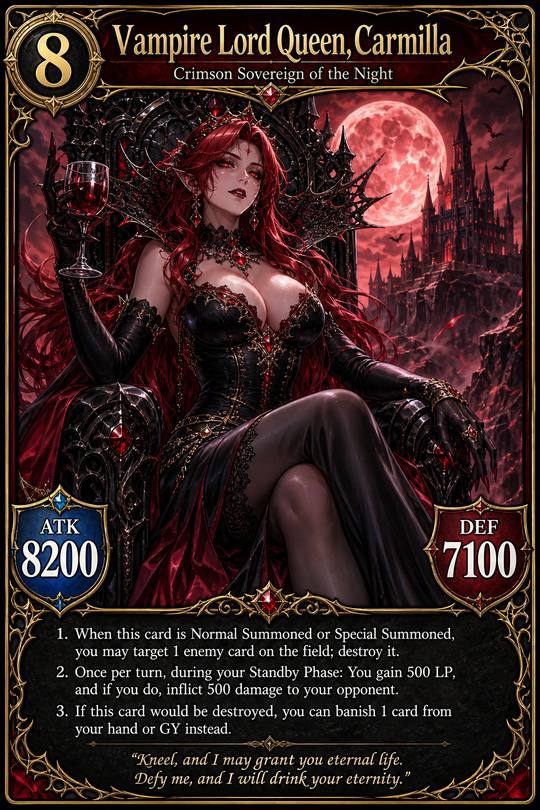 8
Vampire Lord Queen, Carmilla
Crimson Sovereign of the Night
ATK
8200
DEF
7100
1. When this card is Normal Summoned or Special Summoned,
you may target 1 enemy card on the field; destroy it.
2. Once per turn, during your Standby Phase: You gain 500 LP,
and if you do, inflict 500 damage to your opponent.
3. If this card would be destroyed, you can banish 1 card from
your hand or GY instead.
“Kneel, and I may grant you eternal life.
Defy me, and I will drink your eternity.”